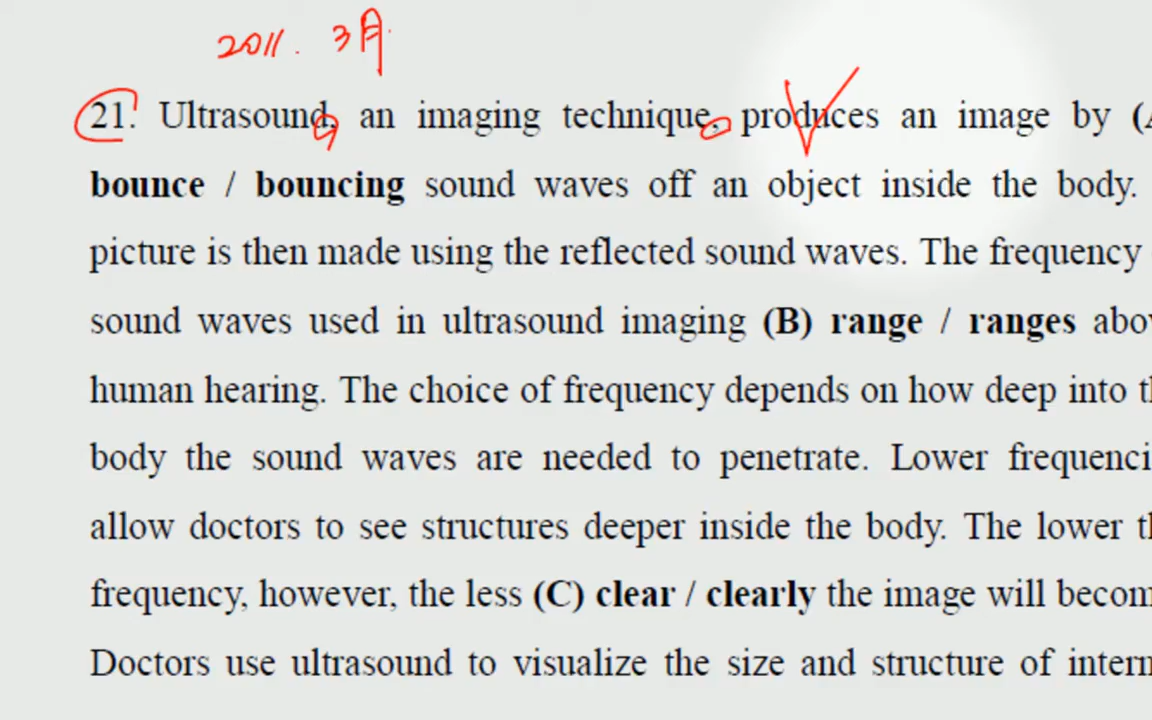 2011. 3月
21. Ultrasound, an imaging technique, produces an image by (A
bounce / bouncing sound waves off an object inside the body.
picture is then made using the reflected sound waves. The frequency
sound waves used in ultrasound imaging (B) range / ranges abov
human hearing. The choice of frequency depends on how deep into th
body the sound waves are needed to penetrate. Lower frequenci
allow doctors to see structures deeper inside the body. The lower th
frequency, however, the less (C) clear / clearly the image will becom
Doctors use ultrasound to visualize the size and structure of intern